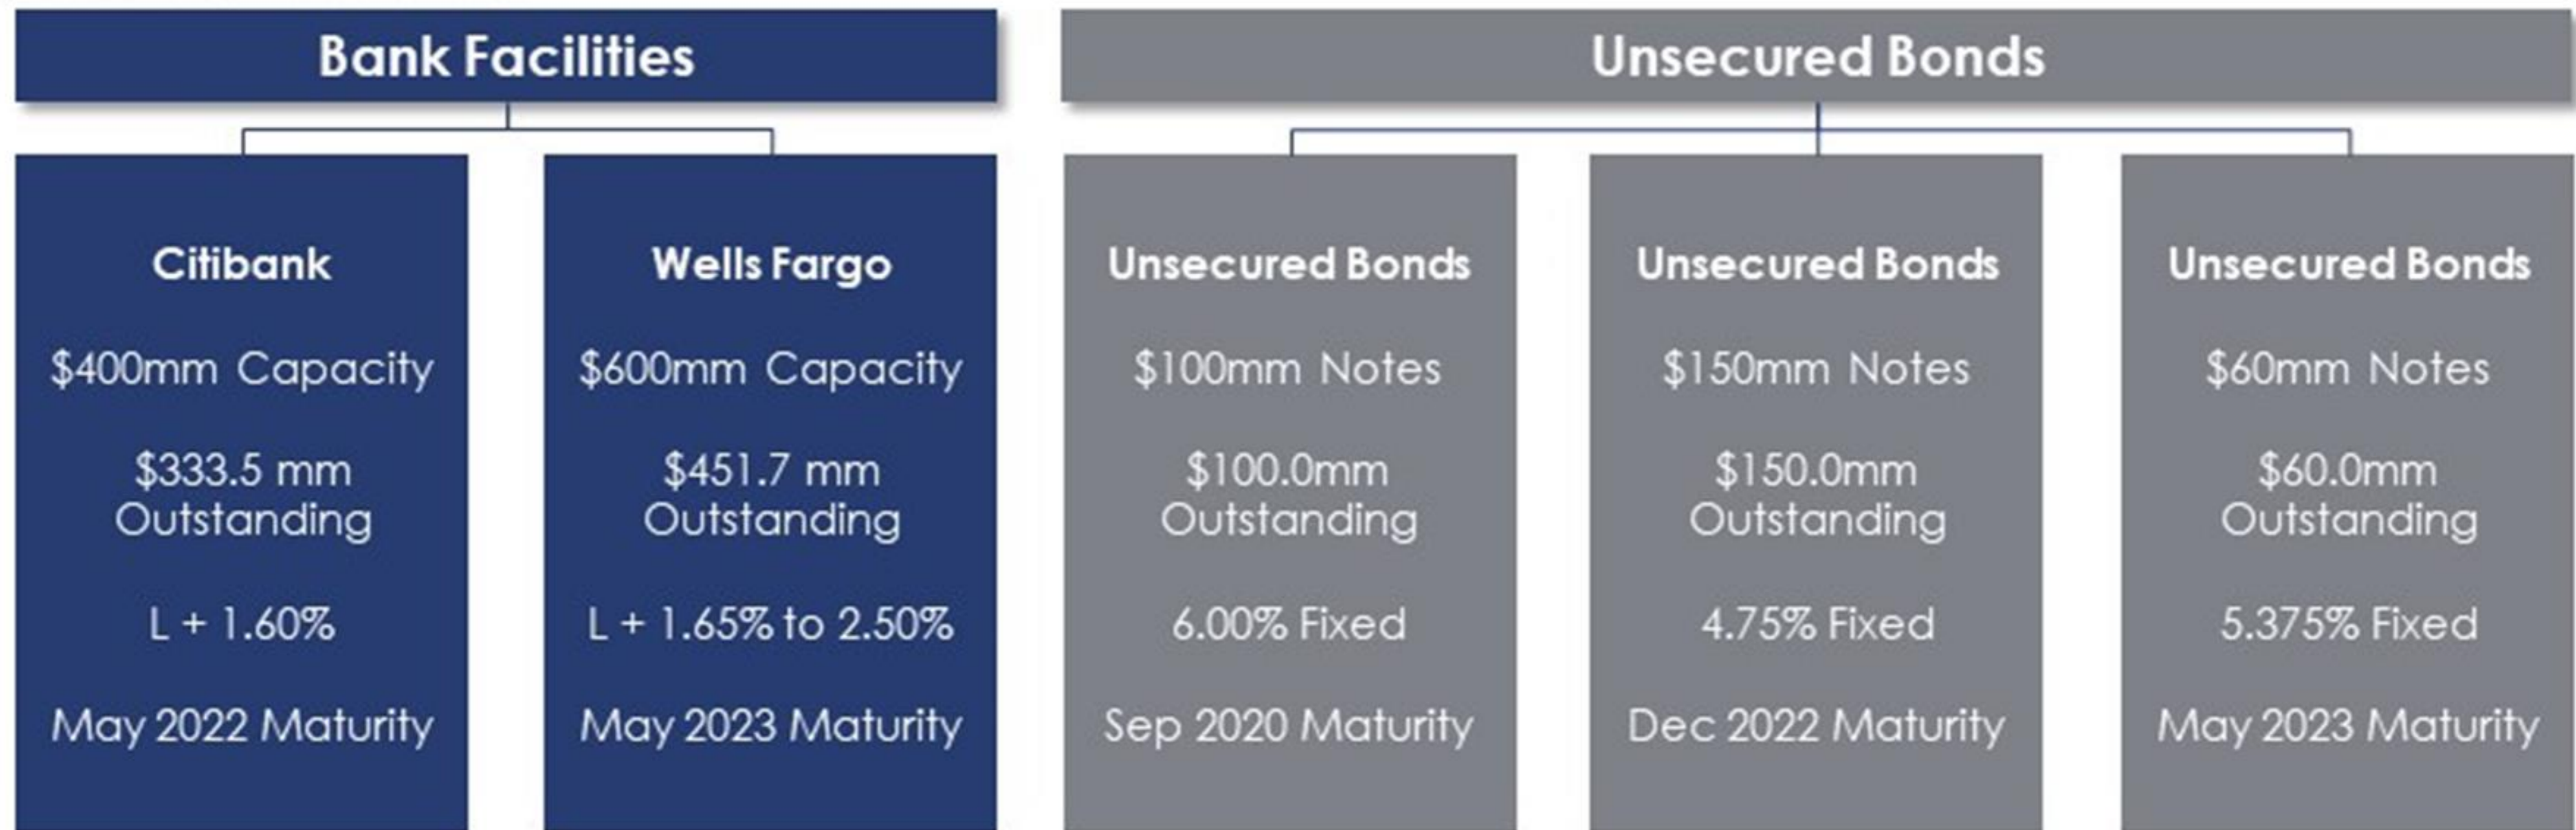 Bank Facilities
Unsecured Bonds
Citibank
$400mm Capacity
$333.5 mm
Outstanding
L + 1.60%
May 2022 Maturity
Wells Fargo
$600mm Capacity
$451.7 mm
Outstanding
L + 1.65% to 2.50%
May 2023 Maturity
Unsecured Bonds
$100mm Notes
$100.0mm
Outstanding
6.00% Fixed
Sep 2020 Maturity
Unsecured Bonds
$150mm Notes
$150.0mm
Outstanding
4.75% Fixed
Dec 2022 Maturity
Unsecured Bonds
$60mm Notes
$60.0mm
Outstanding
5.375% Fixed
May 2023 Maturity